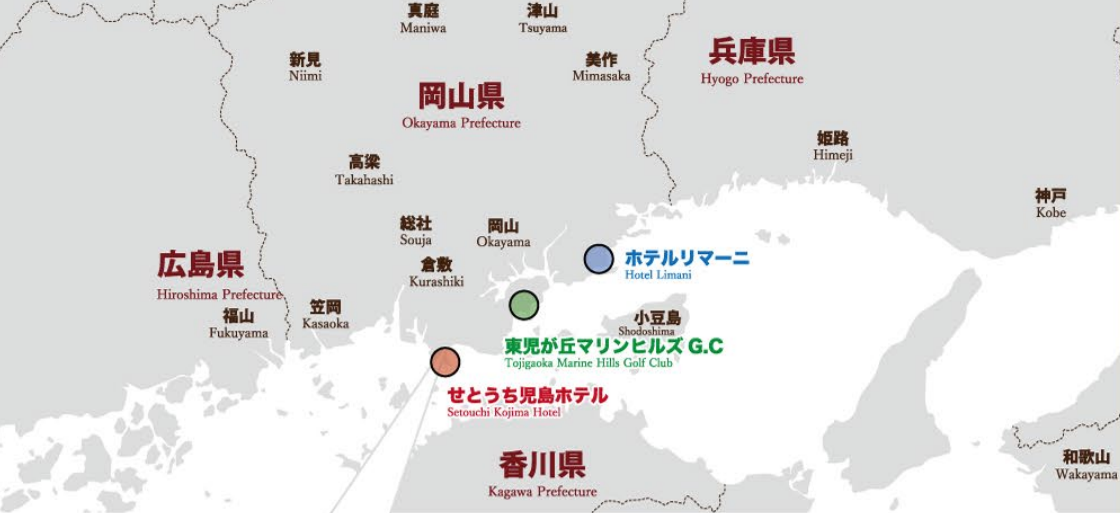 真庭
Maniwa
津山
Tsuyama
新見
Niimi
美作
Mimasaka
兵庫県
Hyogo Prefecture
岡山県
Okayama Prefecture
姫路
Himeji
高梁
Takahashi
神戸
Kobe
総社
Souja
岡山
Okayama
広島県
Hiroshima Prefecture
倉敷
Kurashiki
ホテルリマーニ
Hotel Limani
笠岡
Kasaoka
福山
Fukuyama
小豆島
Shodoshima
東児が丘マリンヒルズ G.C
Tojigaoka Marine Hills Golf Club
せとうち児島ホテル
Setouchi Kojima Hotel
香川県
Kagawa Prefecture
和歌山
Wakayama